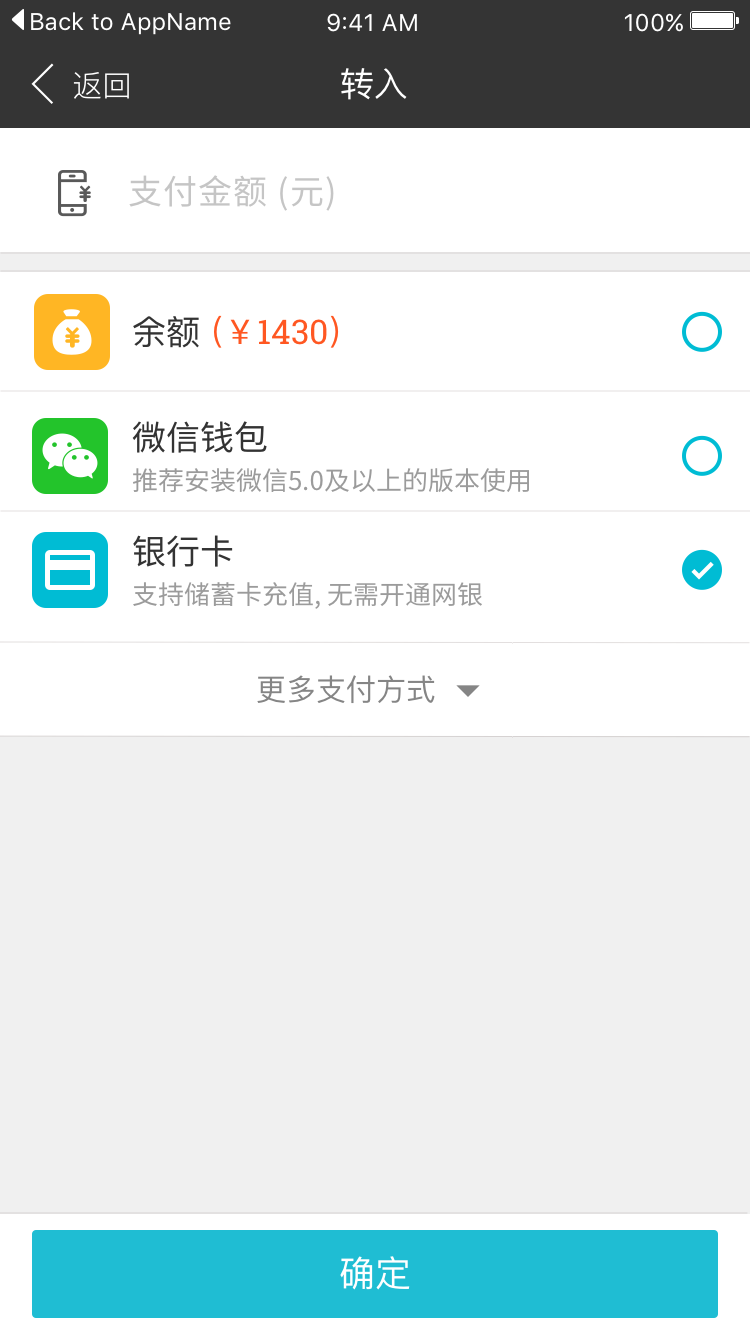 Back to AppName 9:41 AM 100%
返回 转入
支付金额 (元)
余额 (￥1430)
微信钱包
推荐安装微信5.0及以上的版本使用
银行卡
支持储蓄卡充值, 无需开通网银
更多支付方式
确定